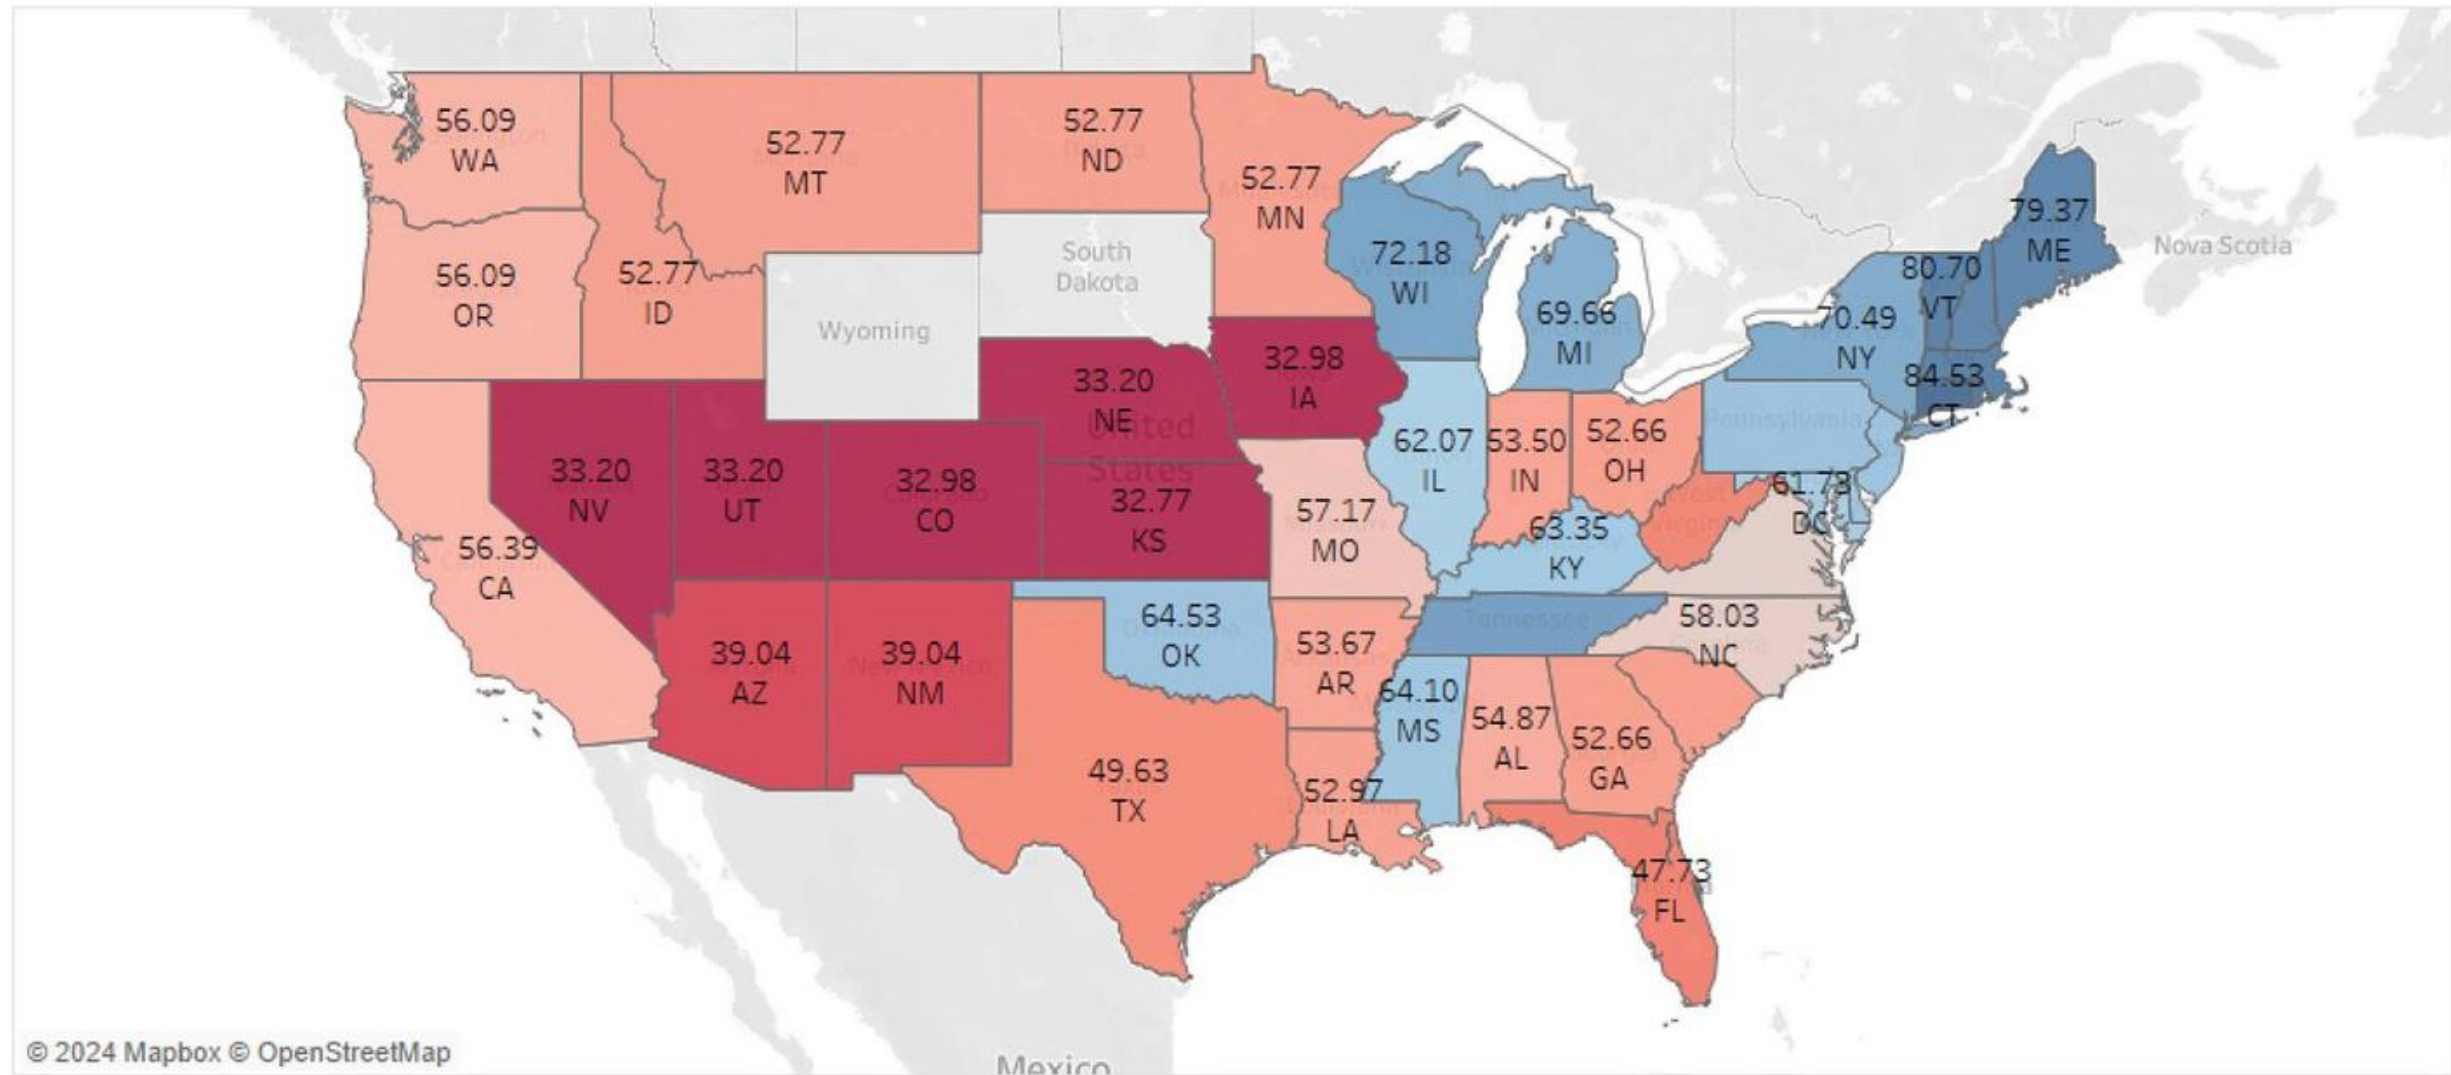 56.09
WA
52.77
MT
52.77
ND
52.77
MN
79.37
ME
Nova Scotia
56.09
OR
52.77
ID
Wyoming
South
Dakota
72.18
WI
69.66
MI
80.70
VT
70.49
NY
84.53
CT
33.20
NE
United
States
32.98
IA
62.07
IL
53.50
IN
52.66
OH
Pennsylvania
61.73
DC
West
Virginia
33.20
NV
33.20
UT
32.98
CO
32.77
KS
57.17
MO
63.35
KY
56.39
CA
39.04
AZ
39.04
NM
64.53
OK
53.67
AR
Tennessee
58.03
NC
64.10
MS
54.87
AL
52.66
GA
49.63
TX
52.97
LA
47.73
FL
Mexico
© 2024 Mapbox © OpenStreetMap